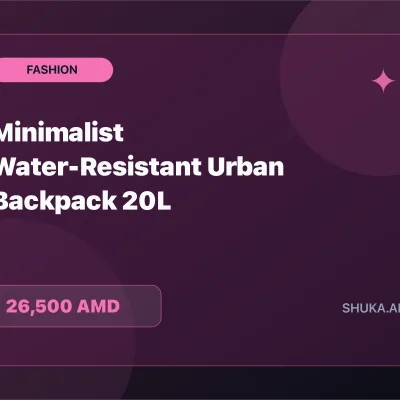 FASHION
Minimalist
Water-Resistant Urban
Backpack 20L
26,500 AMD
SHUKA.A